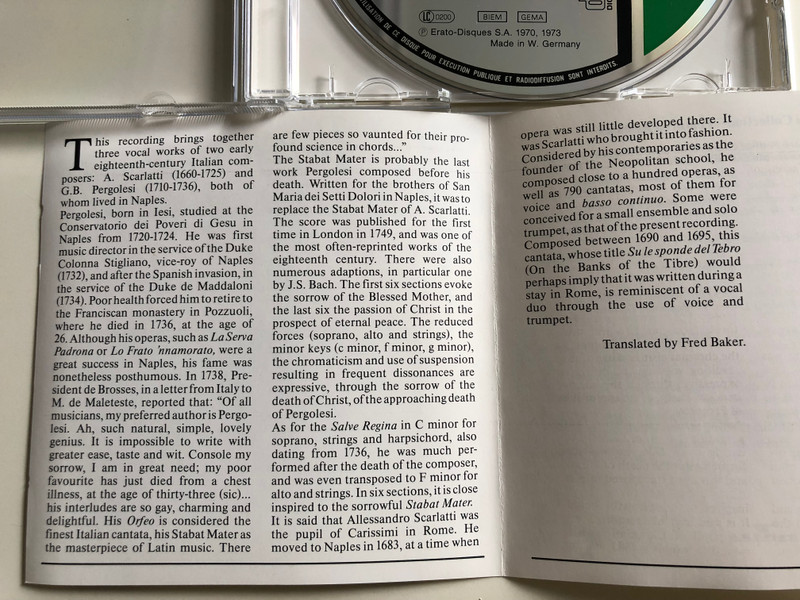 LC 0200 BIEM GEMA
℗ Erato-Disques S.A. 1970, 1973
Made in W. Germany
UTILISATION DE CE DISQUE POUR EXÉCUTION PUBLIQUE ET RADIODIFFUSION SONT INTERDITS.
This recording brings together
three vocal works of two early
eighteenth-century Italian com-
posers: A. Scarlatti (1660-1725) and
G.B. Pergolesi (1710-1736), both of
whom lived in Naples.
Pergolesi, born in Iesi, studied at the
Conservatorio dei Poveri di Gesu in
Naples from 1720-1724. He was first
music director in the service of the Duke
Colonna Stigliano, vice-roy of Naples
(1732), and after the Spanish invasion, in
the service of the Duke de Maddaloni
(1734). Poor health forced him to retire to
the Franciscan monastery in Pozzuoli,
where he died in 1736, at the age of
26. Although his operas, such as La Serva
Padrona or Lo Frato 'nnamorato, were a
great success in Naples, his fame was
nonetheless posthumous. In 1738, Pre-
sident de Brosses, in a letter from Italy to
M. de Maleteste, reported that: "Of all
musicians, my preferred author is Pergo-
lesi. Ah, such natural, simple, lovely
genius. It is impossible to write with
greater ease, taste and wit. Console my
sorrow, I am in great need; my poor
favourite has just died from a chest
illness, at the age of thirty-three (sic)...
his interludes are so gay, charming and
delightful. His Orfeo is considered the
finest Italian cantata, his Stabat Mater as
the masterpiece of Latin music. There
are few pieces so vaunted for their pro-
found science in chords..."
The Stabat Mater is probably the last
work Pergolesi composed before his
death. Written for the brothers of San
Maria dei Setti Dolori in Naples, it was to
replace the Stabat Mater of A. Scarlatti.
The score was published for the first
time in London in 1749, and was one of
the most often-reprinted works of the
eighteenth century. There were also
numerous adaptions, in particular one
by J.S. Bach. The first six sections evoke
the sorrow of the Blessed Mother, and
the last six the passion of Christ in the
prospect of eternal peace. The reduced
forces (soprano, alto and strings), the
minor keys (c minor, f minor, g minor),
the chromaticism and use of suspension
resulting in frequent dissonances are
expressive, through the sorrow of the
death of Christ, of the approaching death
of Pergolesi.
As for the Salve Regina in C minor for
soprano, strings and harpsichord, also
dating from 1736, he was much per-
formed after the death of the composer,
and was even transposed to F minor for
alto and strings. In six sections, it is close
inspired to the sorrowful Stabat Mater.
It is said that Allessandro Scarlatti was
the pupil of Carissimi in Rome. He
moved to Naples in 1683, at a time when
opera was still little developed there. It
was Scarlatti who brought it into fashion.
Considered by his contemporaries as the
founder of the Neopolitan school, he
composed close to a hundred operas, as
well as 790 cantatas, most of them for
voice and basso continuo. Some were
conceived for a small ensemble and solo
trumpet, as that of the present recording.
Composed between 1690 and 1695, this
cantata, whose title Su le sponde del Tebro
(On the Banks of the Tibre) would
perhaps imply that it was written during a
stay in Rome, is reminiscent of a vocal
duo through the use of voice and
trumpet.
Translated by Fred Baker.